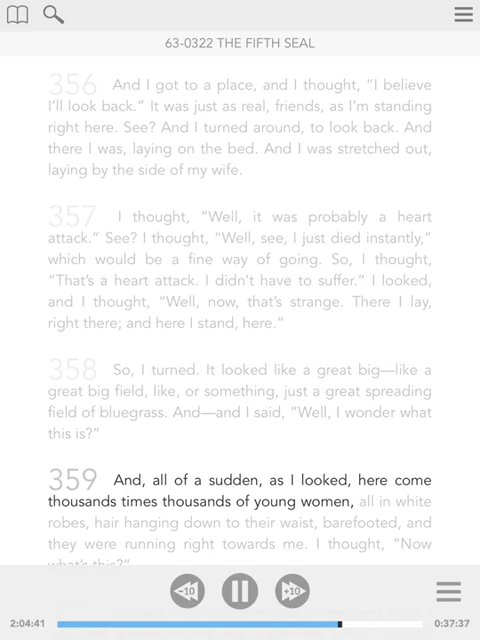 63-0322 THE FIFTH SEAL
356 And I got to a place, and I thought, “I believe
I’ll look back.” It was just as real, friends, as I’m standing
right here. See? And I turned around, to look back. And
there I was, laying on the bed. And I was stretched out,
laying by the side of my wife.
357 I thought, “Well, it was probably a heart
attack.” See? I thought, “Well, see, I just died instantly,”
which would be a fine way of going. So, I thought,
“That’s a heart attack. I didn’t have to suffer.” I looked,
and I thought, “Well, now, that’s strange. There I lay,
right there; and here I stand, here.”
358 So, I turned. It looked like a great big—like a
great big field, like, or something, just a great spreading
field of bluegrass. And—and I said, “Well, I wonder what
this is?”
359 And, all of a sudden, as I looked, here come
thousands times thousands of young women, all in white
robes, hair hanging down to their waist, barefooted, and
they were running right towards me. I thought, “Now
what’s this?”
-10 +10
2:04:41 0:37:37